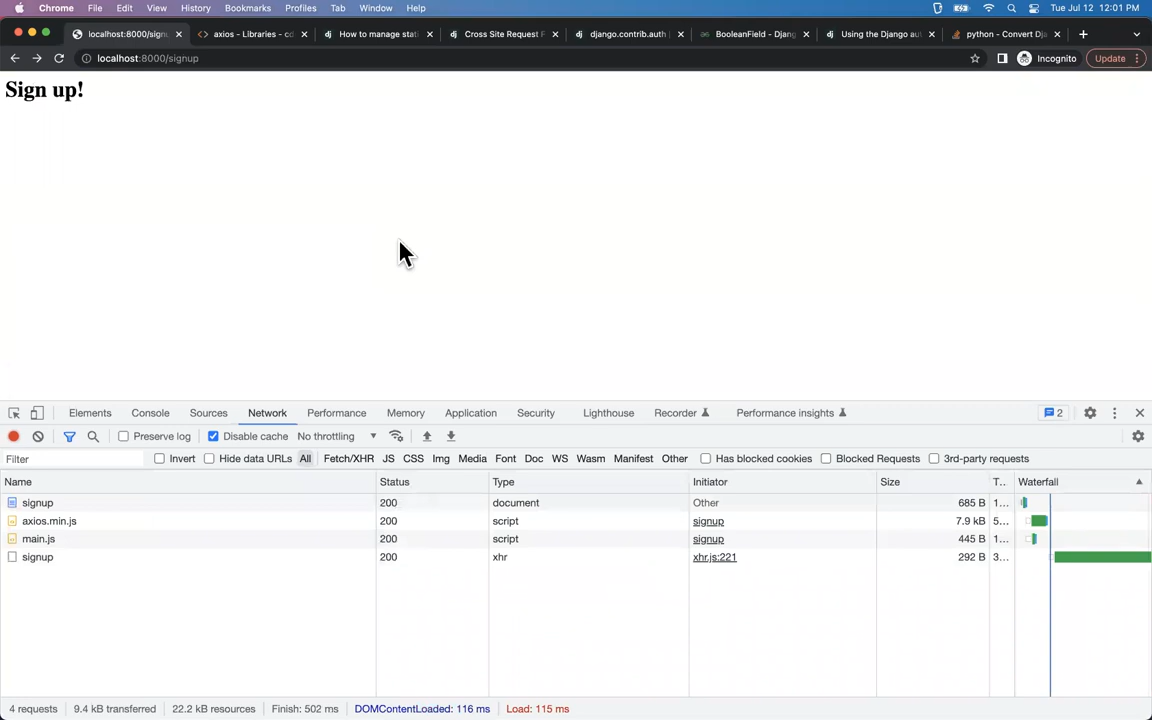 Chrome File Edit View History Bookmarks Profiles Tab Window Help Tue Jul 12 12:01 PM
localhost:8000/signu axios - Libraries - cd How to manage stati Cross Site Request F django.contrib.auth BooleanField - Djang Using the Django au python - Convert Dja
localhost:8000/signup Incognito Update
Sign up!
Elements Console Sources Network Performance Memory Application Security Lighthouse Recorder Performance insights 2
Preserve log Disable cache No throttling
Filter Invert Hide data URLs All Fetch/XHR JS CSS Img Media Font Doc WS Wasm Manifest Other Has blocked cookies Blocked Requests 3rd-party requests
Name Status Type Initiator Size T.. Waterfall
signup 200 document Other 685 B 1...
axios.min.js 200 script signup 7.9 kB 5...
main.js 200 script signup 445 B 1...
signup 200 xhr xhr.js:221 292 B 3...
4 requests 9.4 kB transferred 22.2 kB resources Finish: 502 ms DOMContentLoaded: 116 ms Load: 115 ms